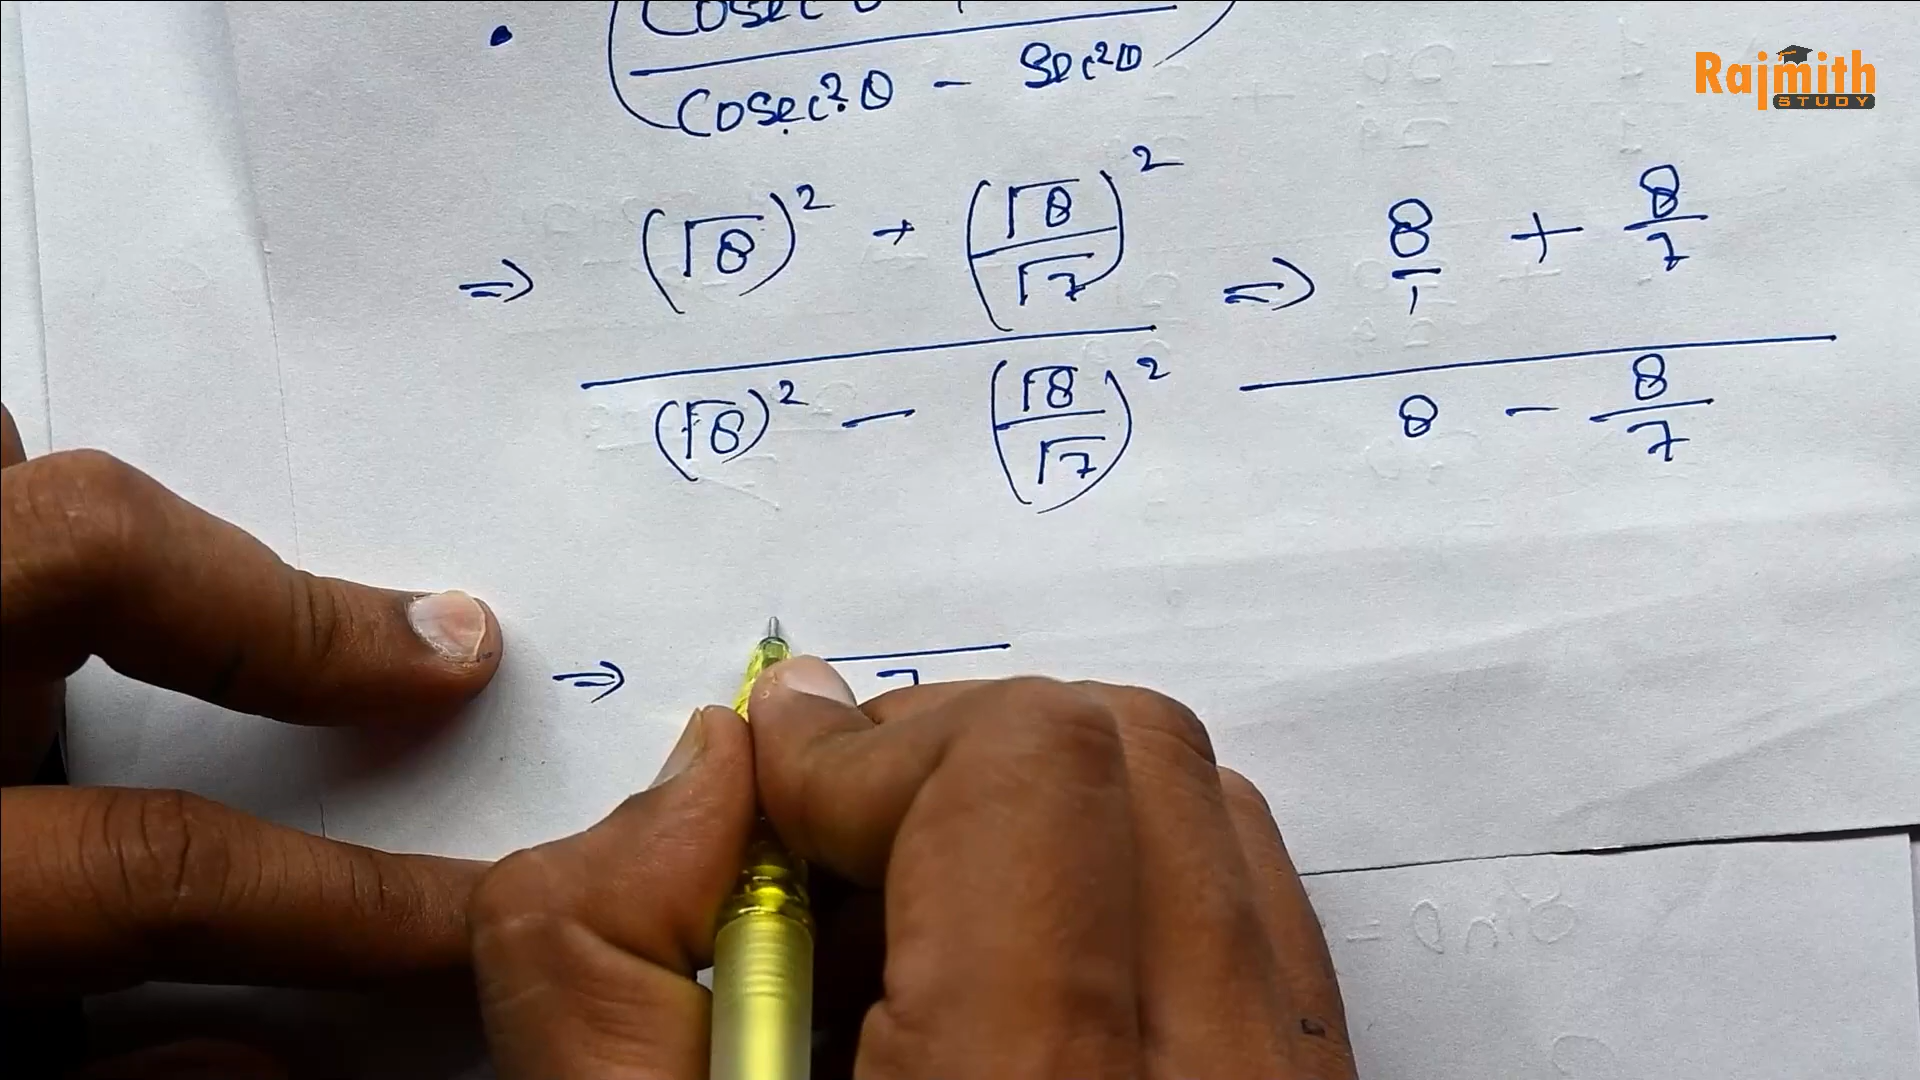 Rajmith
STUDY
Cosec²θ - Sec²θ
⇒ (√8)² + (√8/√7)² / (√8)² - (√8/√7)² ⇒ 8/1 + 8/7 / 8 - 8/7
⇒ /7